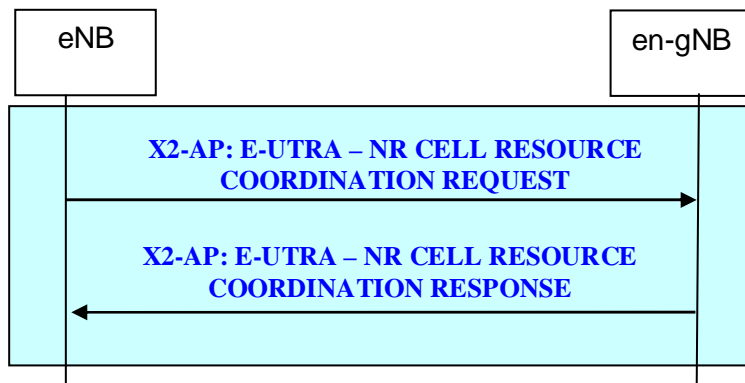 eNB
en-gNB
X2-AP: E-UTRA – NR CELL RESOURCE
COORDINATION REQUEST
X2-AP: E-UTRA – NR CELL RESOURCE
COORDINATION RESPONSE